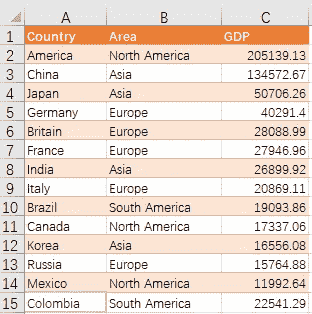 A B C
1 Country Area GDP
2 America North America 205139.13
3 China Asia 134572.67
4 Japan Asia 50706.26
5 Germany Europe 40291.4
6 Britain Europe 28088.99
7 France Europe 27946.96
8 India Asia 26899.92
9 Italy Europe 20869.11
10 Brazil South America 19093.86
11 Canada North America 17337.06
12 Korea Asia 16556.08
13 Russia Europe 15764.88
14 Mexico North America 11992.64
15 Colombia South America 22541.29